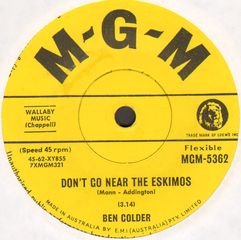 M-G-M
WALLABY
MUSIC
(Chappell)
TRADE MARK OF LOEW'S INC
Flexible
(Speed 45 rpm)
MGM-5362
45-62-XY855
7XMGM321
DON'T GO NEAR THE ESKIMOS
(Mann - Addington)
(3.14)
BEN COLDER
MADE IN AUSTRALIA BY E.M.I. (AUSTRALIA) PTY. LIMITED